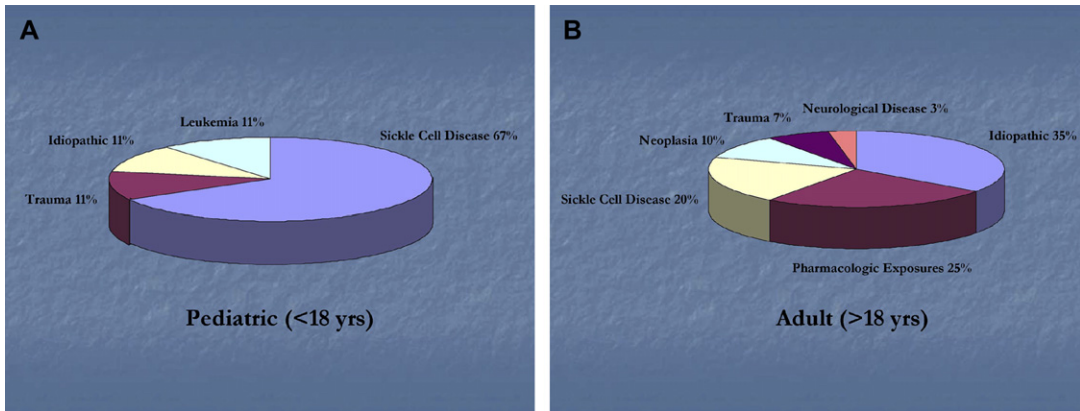 A
Leukemia 11%
Sickle Cell Disease 67%
Idiopathic 11%
Trauma 11%
Pediatric (<18 yrs)
B
Neurological Disease 3%
Trauma 7%
Idiopathic 35%
Neoplasia 10%
Sickle Cell Disease 20%
Pharmacologic Exposures 25%
Adult (>18 yrs)